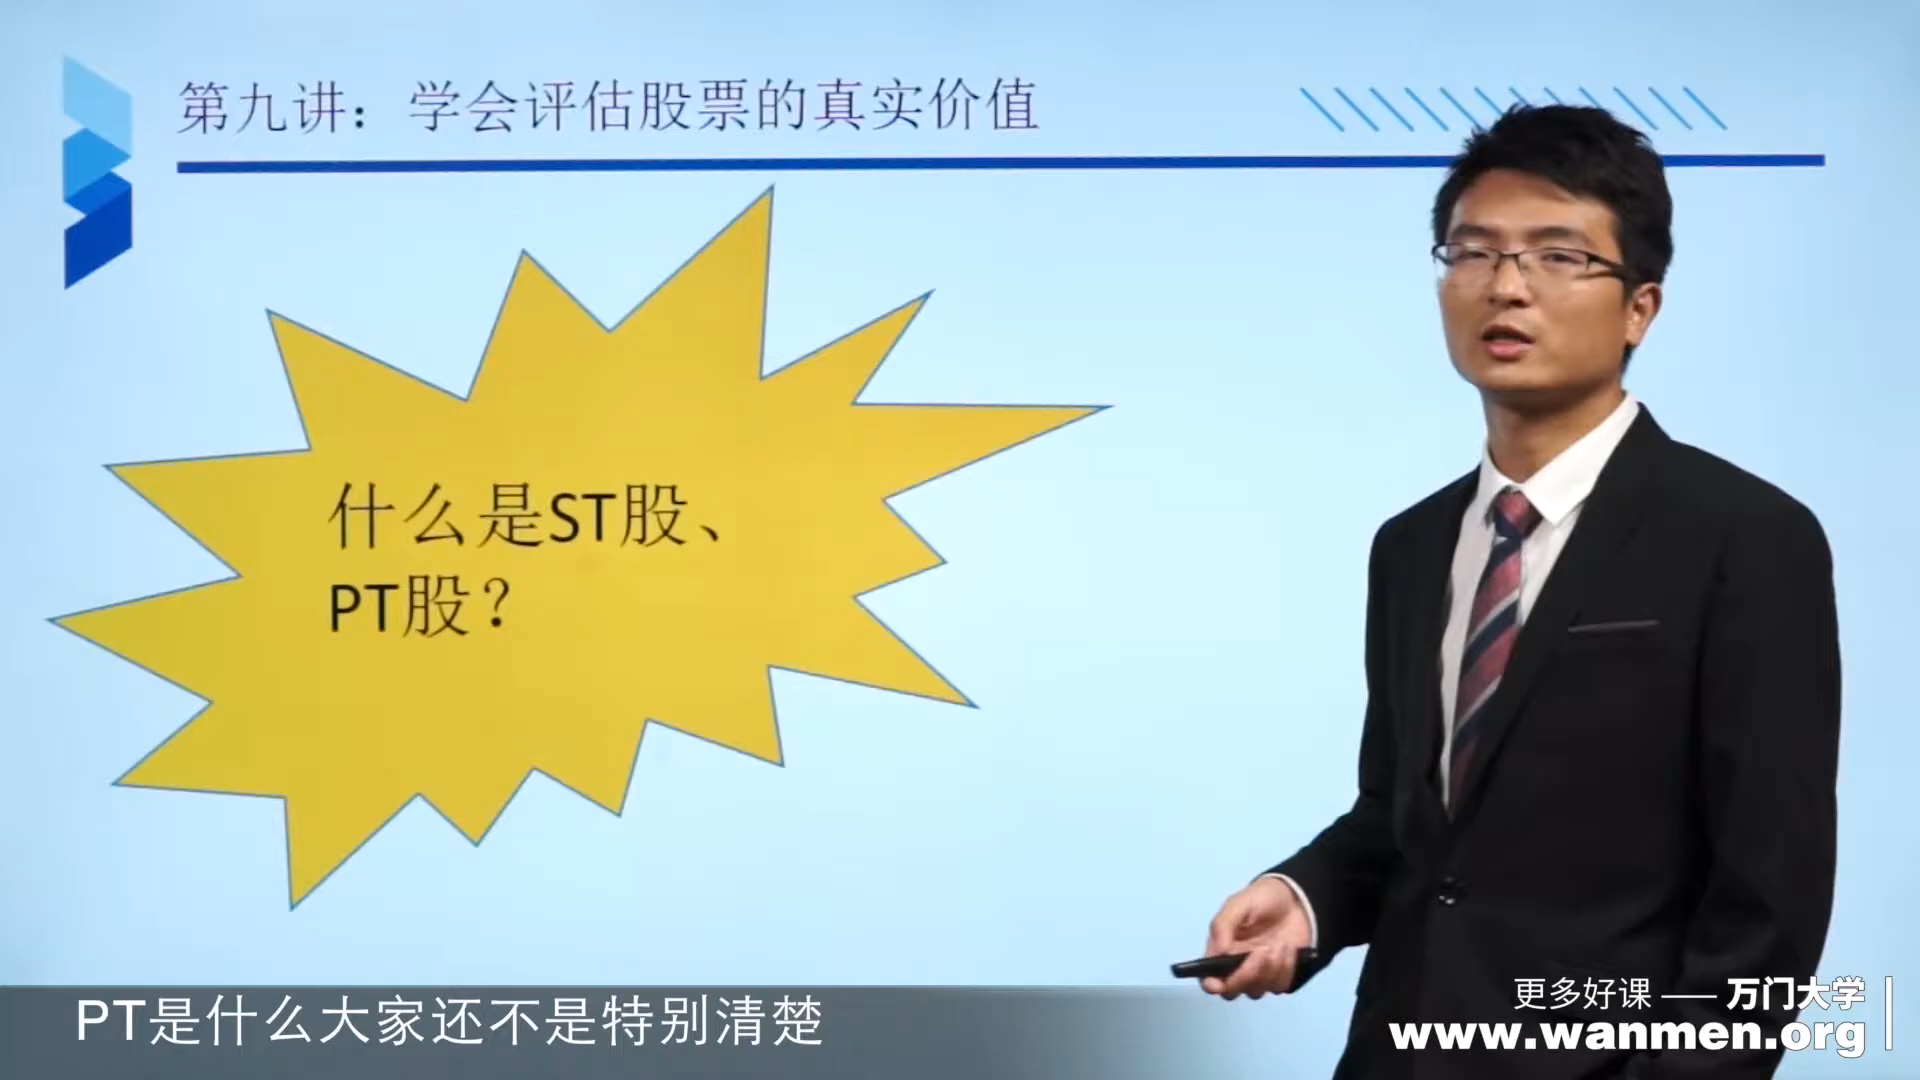 第九讲：学会评估股票的真实价值
什么是ST股、
PT股？
PT是什么大家还不是特别清楚
更多好课 —— 万门大学
www.wanmen.org